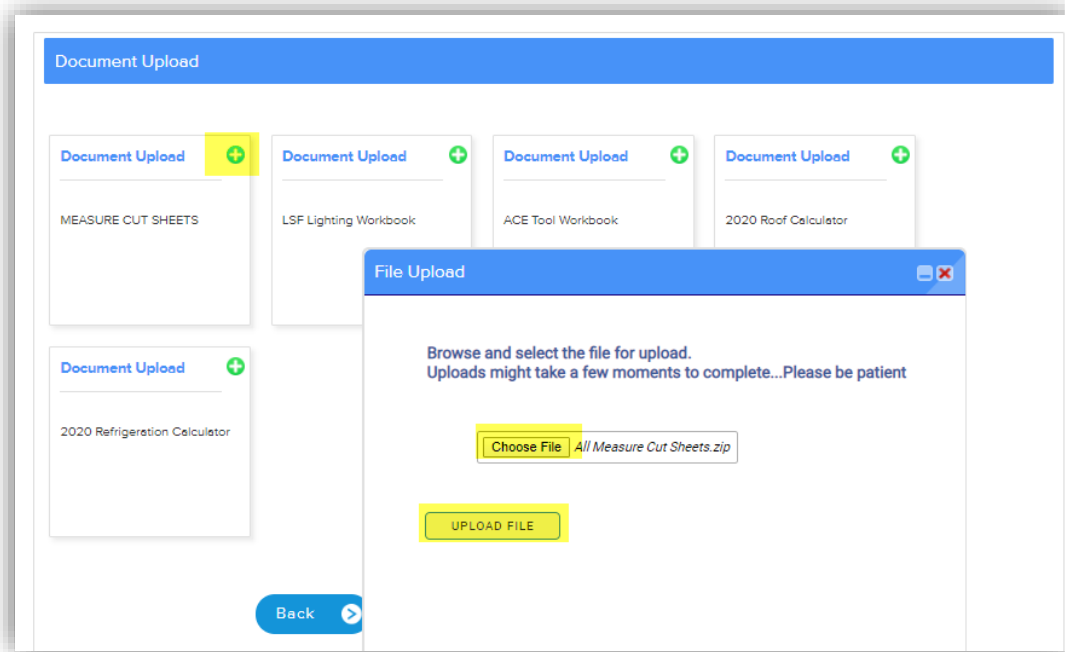 Document Upload
Document Upload
MEASURE CUT SHEETS
Document Upload
LSF Lighting Workbook
Document Upload
ACE Tool Workbook
Document Upload
2020 Roof Calculator
Document Upload
2020 Refrigeration Calculator
File Upload
Browse and select the file for upload.
Uploads might take a few moments to complete...Please be patient
Choose File All Measure Cut Sheets.zip
UPLOAD FILE
Back